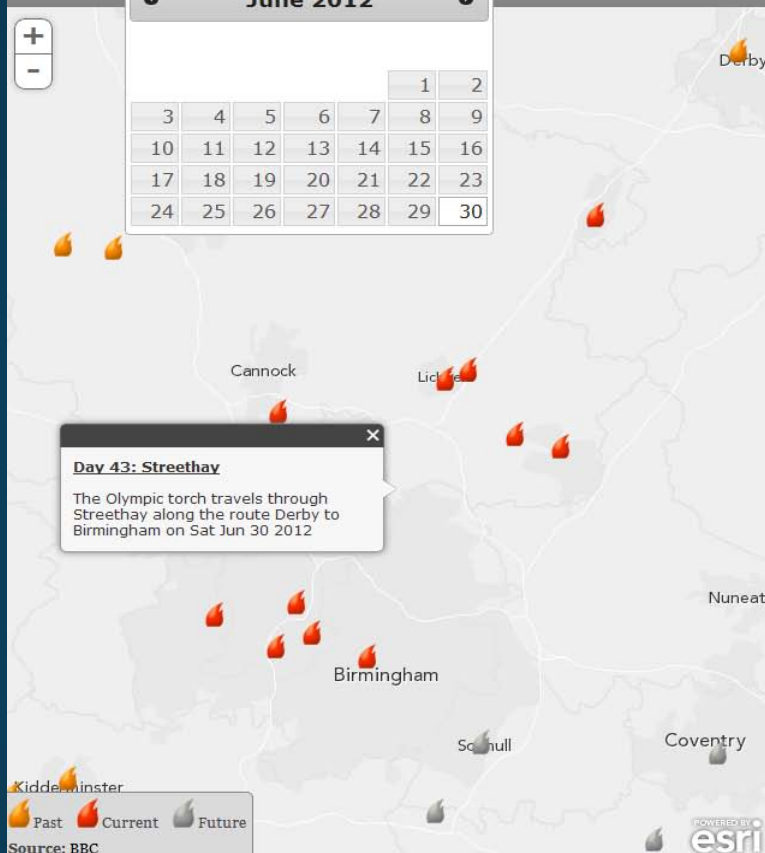 June 2012
+
-
Derby
1 2
3 4 5 6 7 8 9
10 11 12 13 14 15 16
17 18 19 20 21 22 23
24 25 26 27 28 29 30
Cannock
Day 43: Streethay
The Olympic torch travels through
Streethay along the route Derby to
Birmingham on Sat Jun 30 2012
Nuneat
Birmingham
Coventry
Past Current Future
Source: BBC
POWERED BY
esri